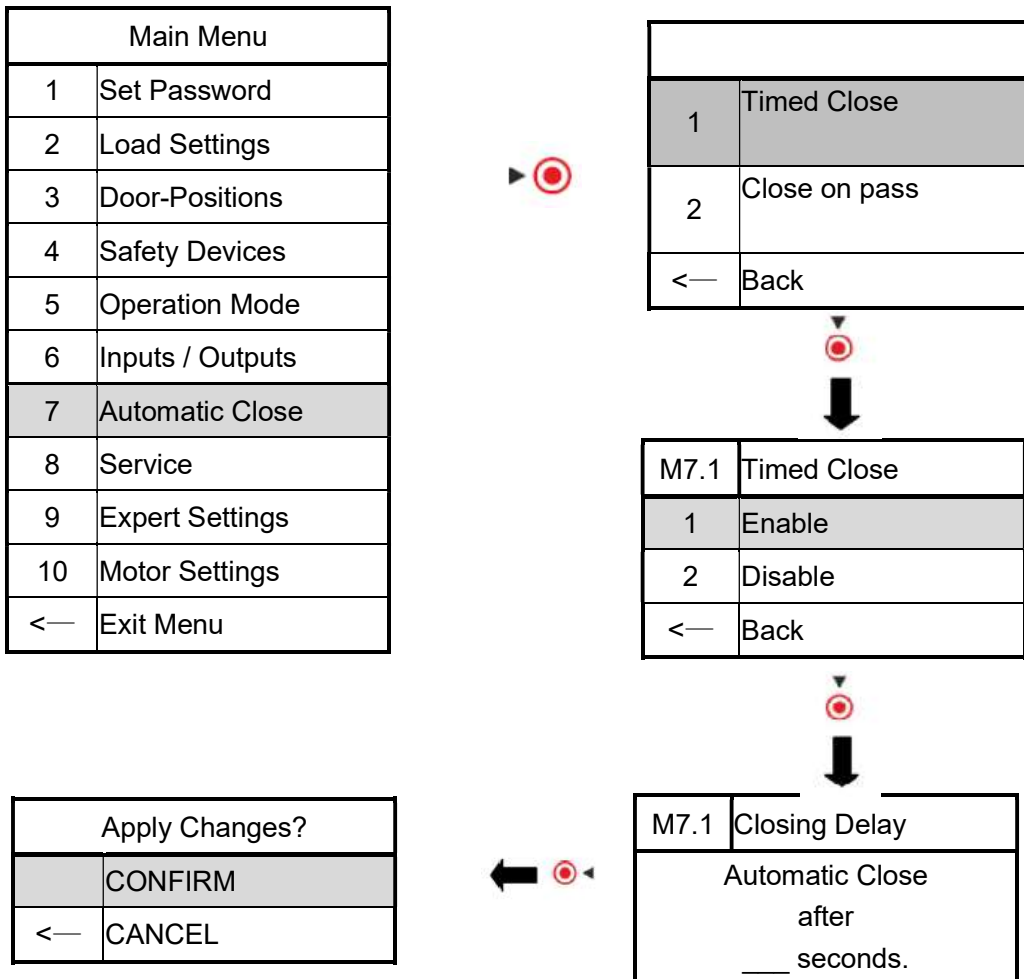 Main Menu
1 Set Password
2 Load Settings
3 Door-Positions
4 Safety Devices
5 Operation Mode
6 Inputs / Outputs
7 Automatic Close
8 Service
9 Expert Settings
10 Motor Settings
<— Exit Menu
1 Timed Close
2 Close on pass
<— Back
M7.1 Timed Close
1 Enable
2 Disable
<— Back
M7.1 Closing Delay
Automatic Close
after
___ seconds.
Apply Changes?
CONFIRM
<— CANCEL